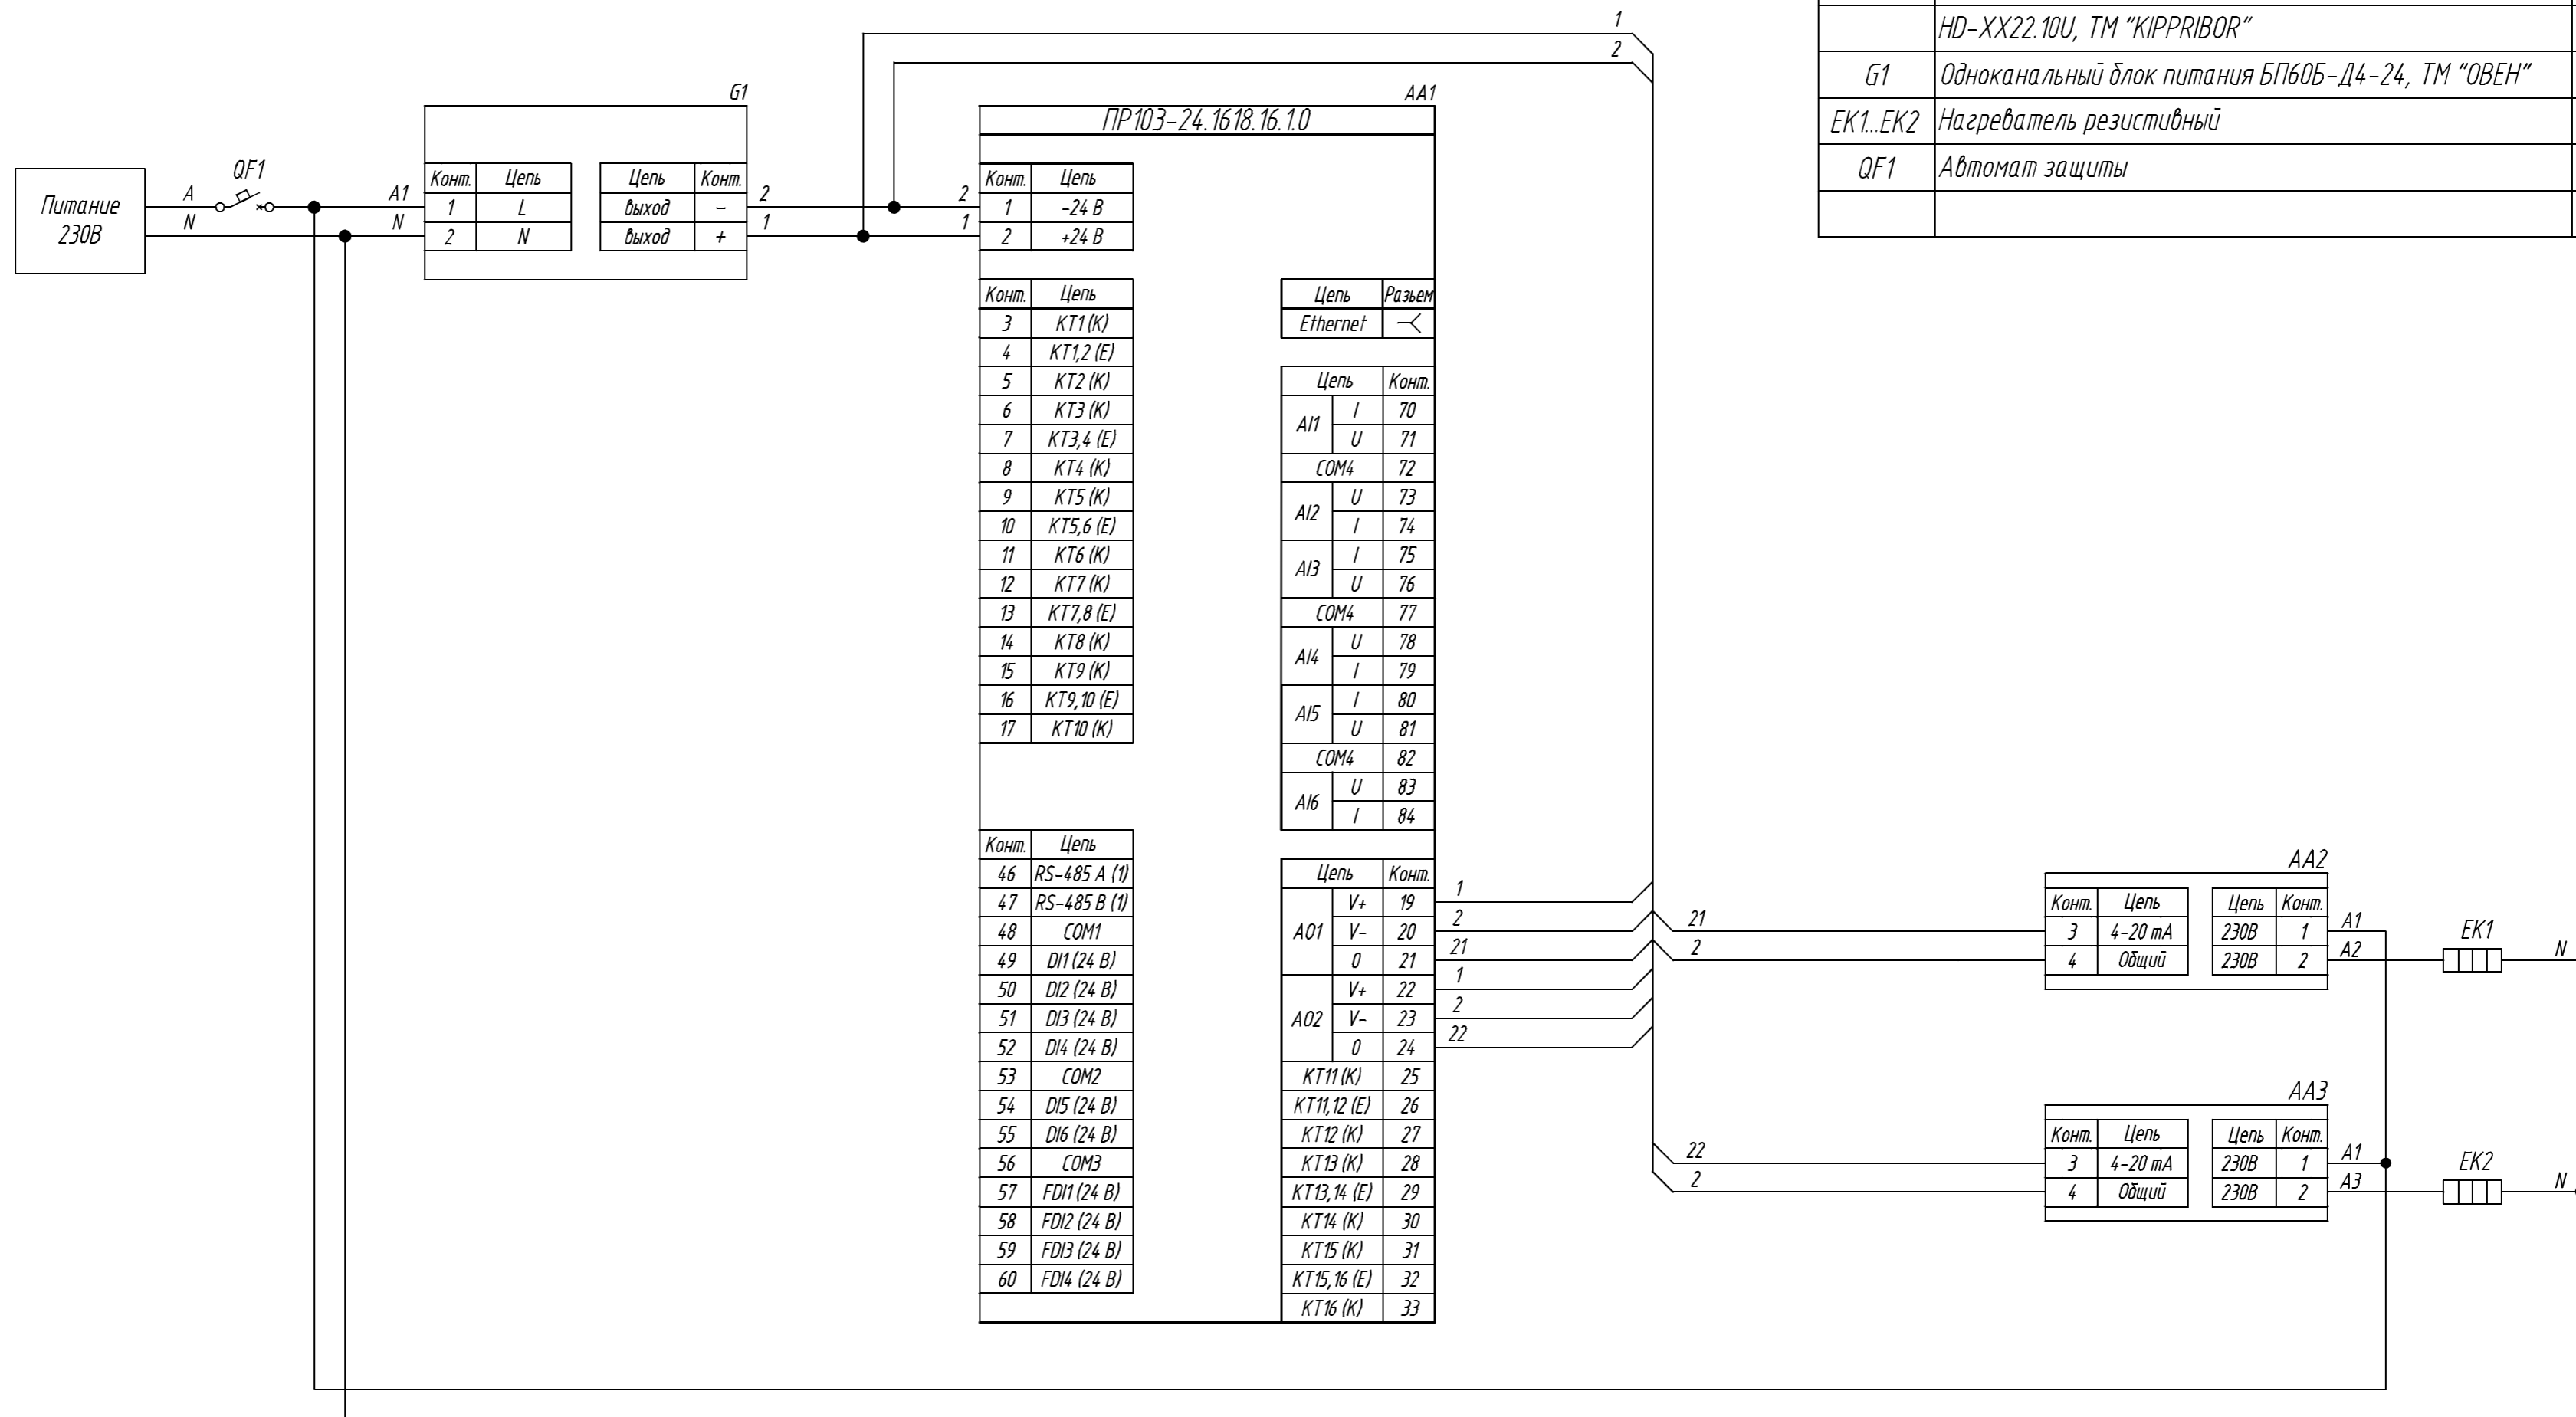 HD-XX22.10U, ТМ "KIPPRIBOR"
G1 Одноканальный блок питания БП60Б-Д4-24, ТМ "ОВЕН"
EK1...EK2 Нагреватель резистивный
QF1 Автомат защиты
1
2
G1
AA1
ПР103-24.1618.16.1.0
Питание
230В
QF1
A
N
A1
N
Конт. Цепь
1 L
2 N
Цепь Конт.
выход -
выход +
2
1
2
1
Конт. Цепь
1 -24 В
2 +24 В
Конт. Цепь
3 КТ1 (К)
4 КТ1,2 (Е)
5 КТ2 (К)
6 КТ3 (К)
7 КТ3,4 (Е)
8 КТ4 (К)
9 КТ5 (К)
10 КТ5,6 (Е)
11 КТ6 (К)
12 КТ7 (К)
13 КТ7,8 (Е)
14 КТ8 (К)
15 КТ9 (К)
16 КТ9,10 (Е)
17 КТ10 (К)
Конт. Цепь
46 RS-485 A (1)
47 RS-485 B (1)
48 COM1
49 DI1 (24 В)
50 DI2 (24 В)
51 DI3 (24 В)
52 DI4 (24 В)
53 COM2
54 DI5 (24 В)
55 DI6 (24 В)
56 COM3
57 FDI1 (24 В)
58 FDI2 (24 В)
59 FDI3 (24 В)
60 FDI4 (24 В)
Цепь Разьем
Ethernet
Цепь Конт.
AI1 I 70
U 71
COM4 72
AI2 U 73
I 74
AI3 I 75
U 76
COM4 77
AI4 U 78
I 79
AI5 I 80
U 81
COM4 82
AI6 U 83
I 84
Цепь Конт.
AO1 V+ 19 1
V- 20 2
0 21 21
AO2 V+ 22 1
V- 23 2
0 24 22
КТ11 (К) 25
КТ11,12 (Е) 26
КТ12 (К) 27
КТ13 (К) 28
КТ13,14 (Е) 29
КТ14 (К) 30
КТ15 (К) 31
КТ15,16 (Е) 32
КТ16 (К) 33
21
2
AA2
Конт. Цепь
3 4-20 mA
4 Общий
Цепь Конт.
230В 1
230В 2
A1
A2
EK1
N
22
2
AA3
Конт. Цепь
3 4-20 mA
4 Общий
Цепь Конт.
230В 1
230В 2
A1
A3
EK2
N